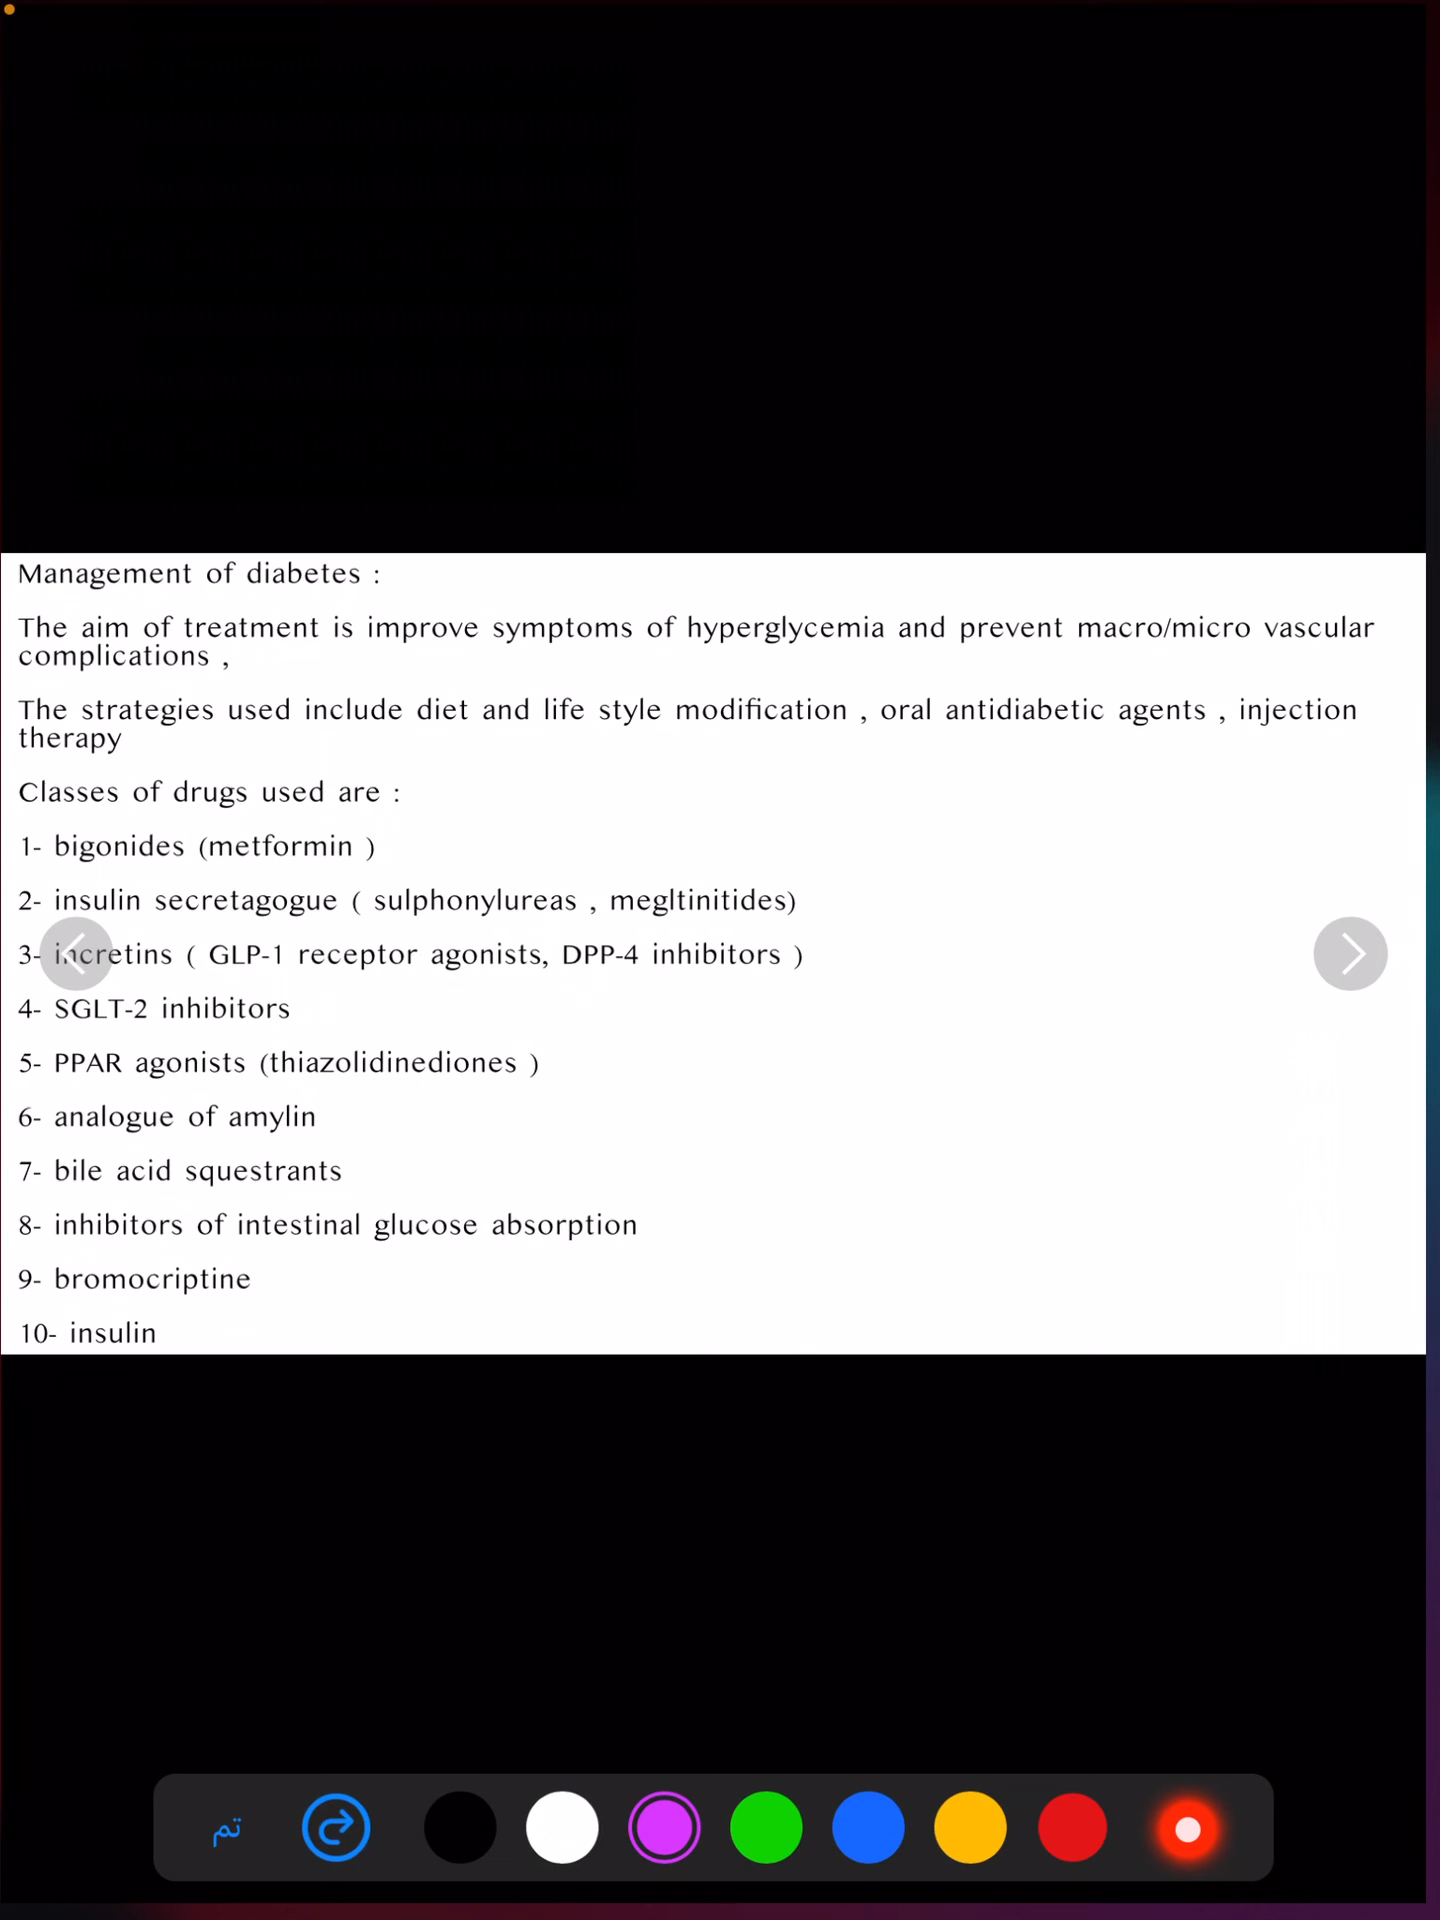 Management of diabetes :
The aim of treatment is improve symptoms of hyperglycemia and prevent macro/micro vascular
complications ,
The strategies used include diet and life style modification , oral antidiabetic agents , injection
therapy
Classes of drugs used are :
1- bigonides (metformin )
2- insulin secretagogue ( sulphonylureas , megltinitides)
3- incretins ( GLP-1 receptor agonists, DPP-4 inhibitors )
4- SGLT-2 inhibitors
5- PPAR agonists (thiazolidinediones )
6- analogue of amylin
7- bile acid squestrants
8- inhibitors of intestinal glucose absorption
9- bromocriptine
10- insulin
تم